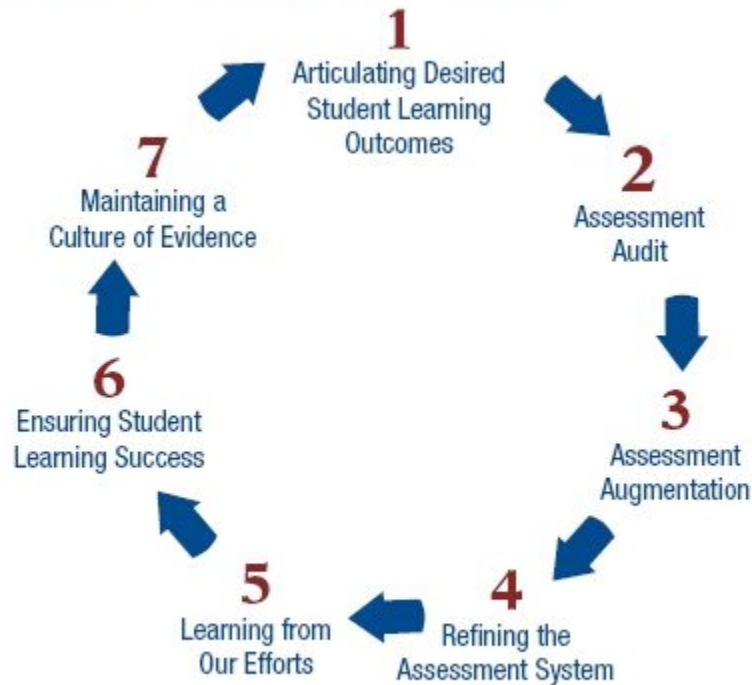 1
Articulating Desired
Student Learning
Outcomes
2
Assessment
Audit
3
Assessment
Augmentation
4
Refining the
Assessment System
5
Learning from
Our Efforts
6
Ensuring Student
Learning Success
7
Maintaining a
Culture of Evidence